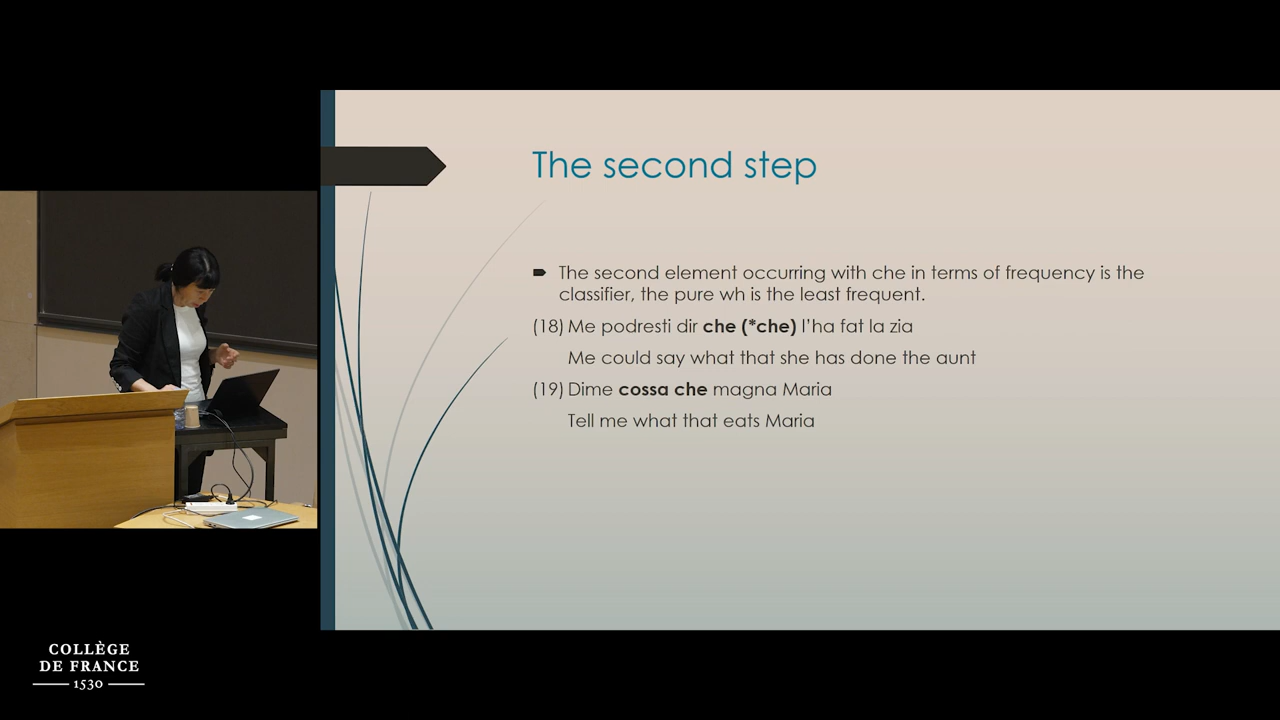 The second step
The second element occurring with che in terms of frequency is the
classifier, the pure wh is the least frequent.
(18) Me podresti dir che (*che) l'ha fat la zia
Me could say what that she has done the aunt
(19) Dime cossa che magna Maria
Tell me what that eats Maria
COLLÈGE
DE FRANCE
1530